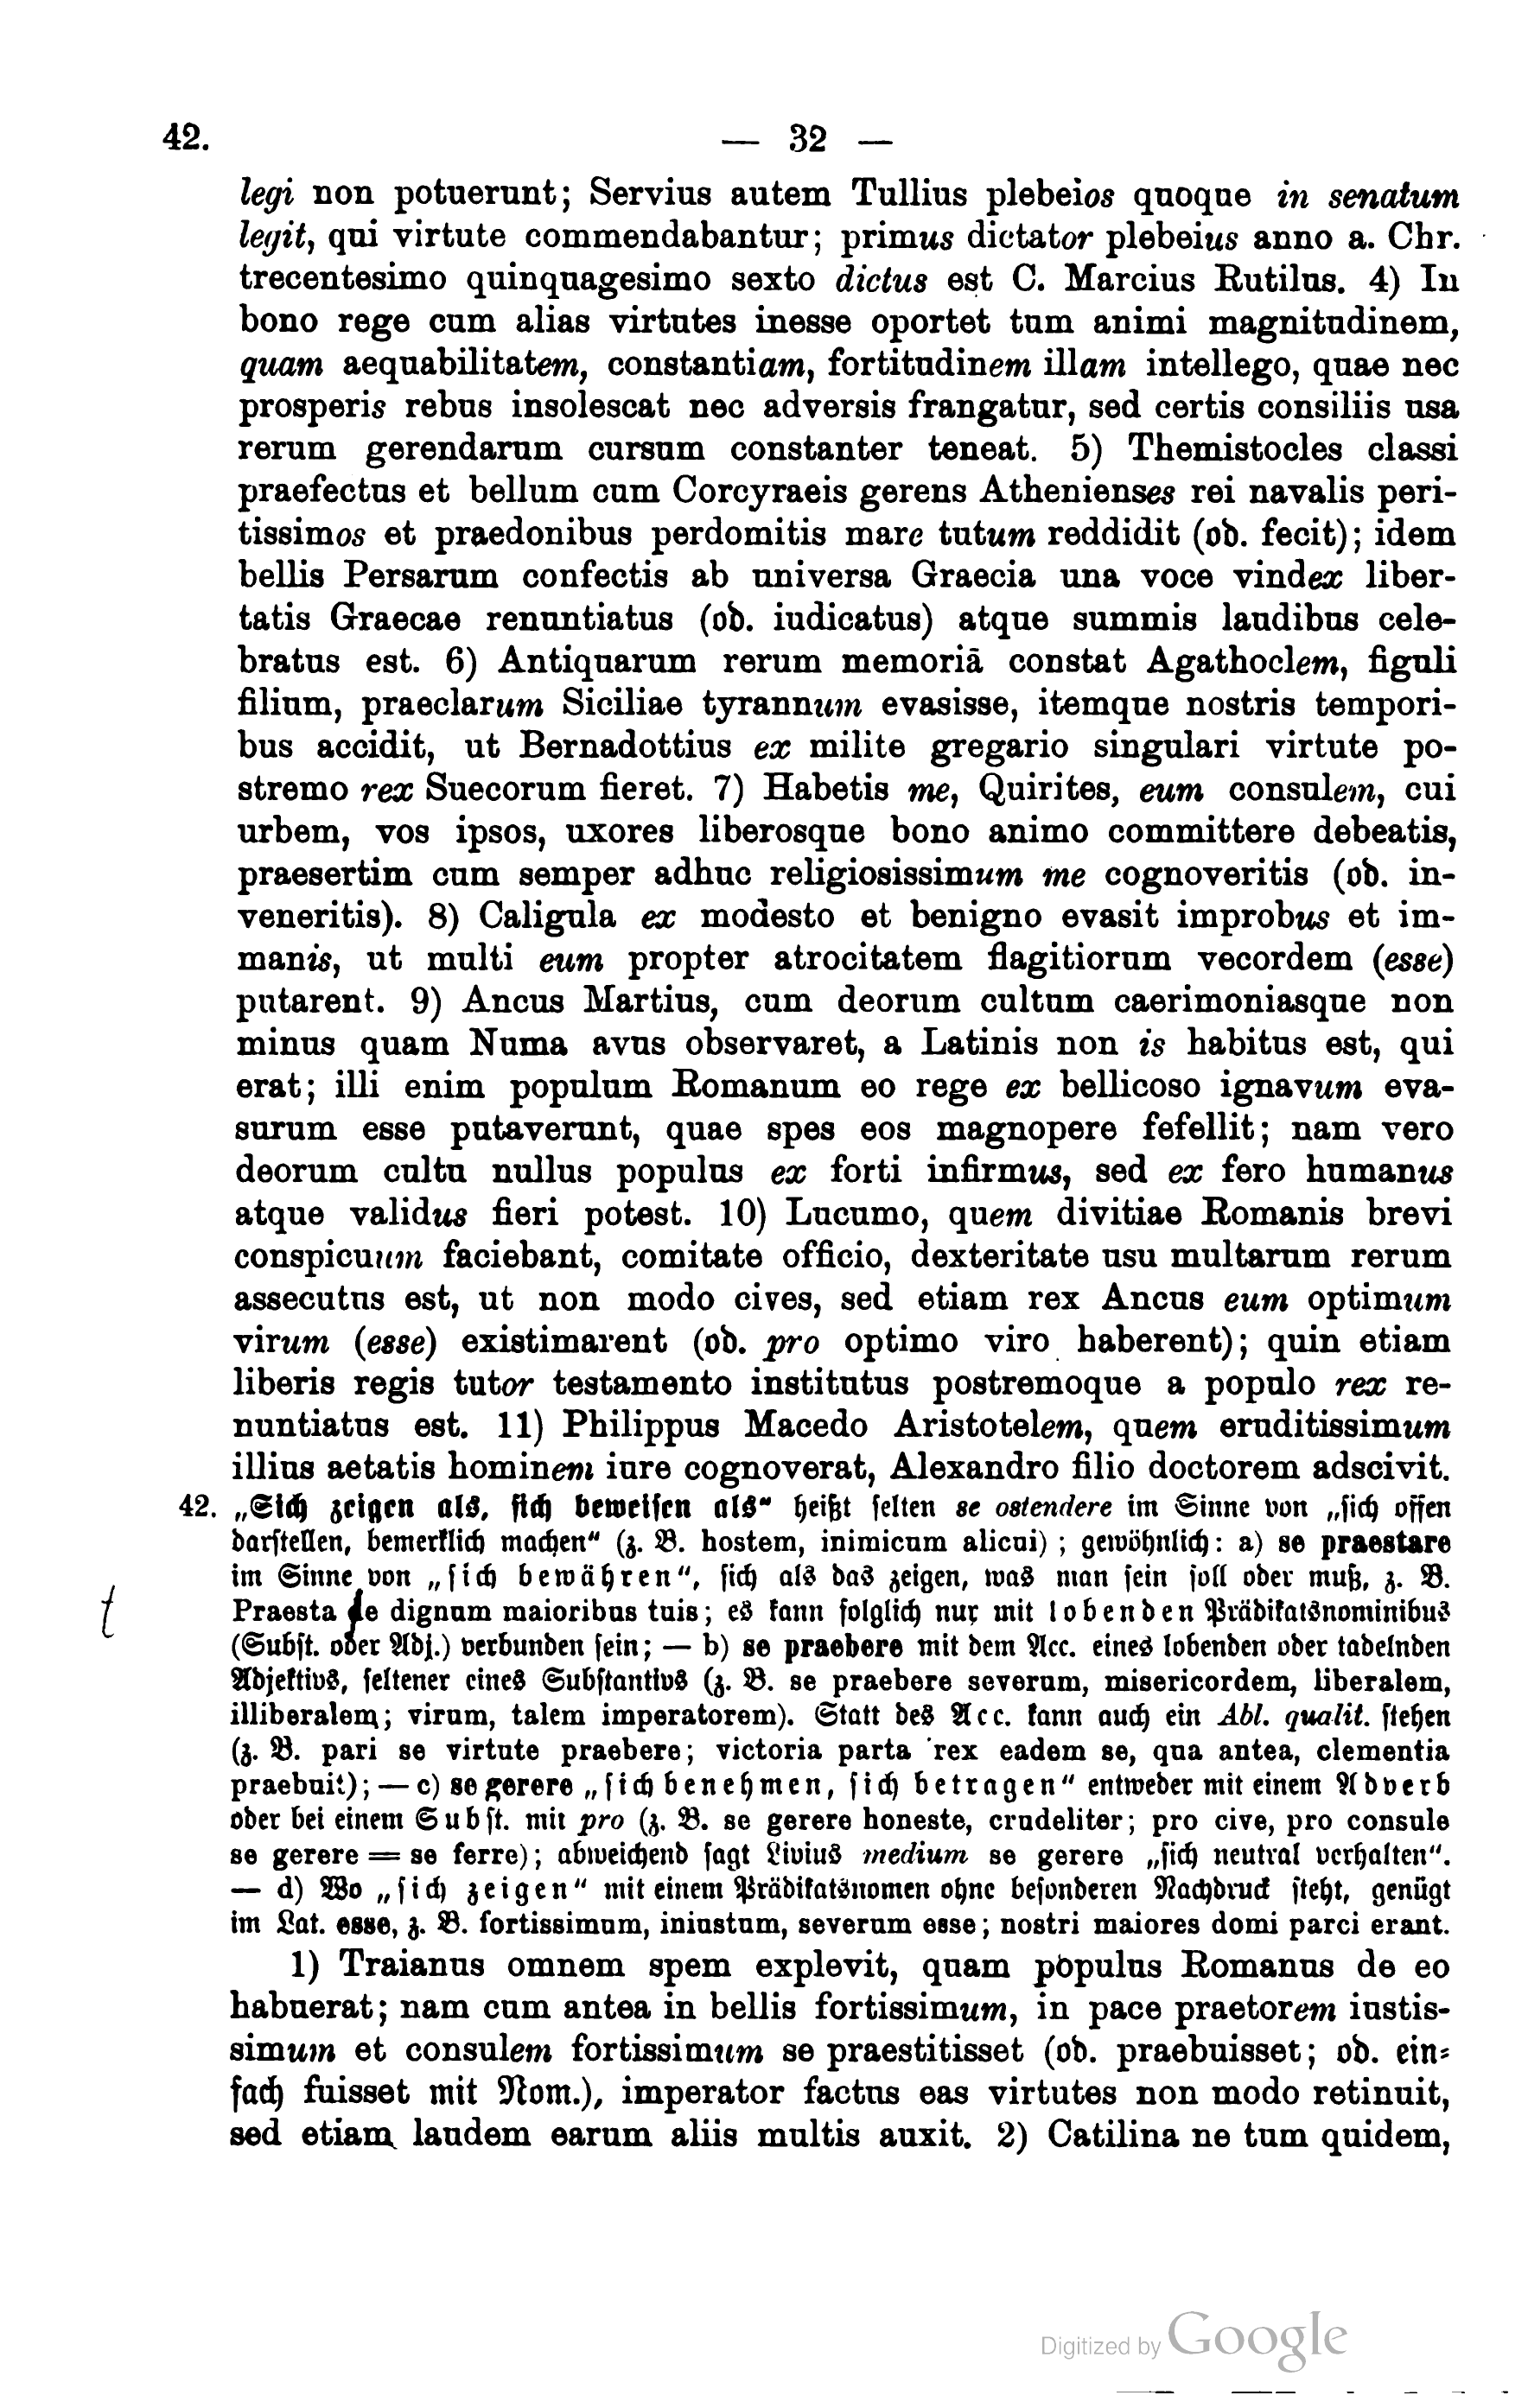 42. — 32 —
legi non potuerunt; Servius autem Tullius plebeios quoque in senatum
legit, qui virtute commendabantur; primus dictator plebeius anno a. Chr.
trecentesimo quinquagesimo sexto dictus est C. Marcius Rutilus. 4) In
bono rege cum alias virtutes inesse oportet tum animi magnitudinem,
quam aequabilitatem, constantiam, fortitudinem illam intellego, quae nec
prosperis rebus insolescat nec adversis frangatur, sed certis consiliis usa
rerum gerendarum cursum constanter teneat. 5) Themistocles classi
praefectus et bellum cum Corcyraeis gerens Athenienses rei navalis peri-
tissimos et praedonibus perdomitis mare tutum reddidit (od. fecit); idem
bellis Persarum confectis ab universa Graecia una voce vindex liber-
tatis Graecae renuntiatus (od. iudicatus) atque summis laudibus cele-
bratus est. 6) Antiquarum rerum memoriā constat Agathoclem, figuli
filium, praeclarum Siciliae tyrannum evasisse, itemque nostris tempori-
bus accidit, ut Bernadottius ex milite gregario singulari virtute po-
stremo rex Suecorum fieret. 7) Habetis me, Quirites, eum consulem, cui
urbem, vos ipsos, uxores liberosque bono animo committere debeatis,
praesertim cum semper adhuc religiosissimum me cognoveritis (od. in-
veneritis). 8) Caligula ex modesto et benigno evasit improbus et im-
manis, ut multi eum propter atrocitatem flagitiorum vecordem (esse)
putarent. 9) Ancus Martius, cum deorum cultum caerimoniasque non
minus quam Numa avus observaret, a Latinis non is habitus est, qui
erat; illi enim populum Romanum eo rege ex bellicoso ignavum eva-
surum esse putaverunt, quae spes eos magnopere fefellit; nam vero
deorum cultu nullus populus ex forti infirmus, sed ex fero humanus
atque validus fieri potest. 10) Lucumo, quem divitiae Romanis brevi
conspicuum faciebant, comitate officio, dexteritate usu multarum rerum
assecutus est, ut non modo cives, sed etiam rex Ancus eum optimum
virum (esse) existimarent (od. pro optimo viro haberent); quin etiam
liberis regis tutor testamento institutus postremoque a populo rex re-
nuntiatus est. 11) Philippus Macedo Aristotelem, quem eruditissimum
illius aetatis hominem iure cognoverat, Alexandro filio doctorem adscivit.
42. „Sich zeigen als, sich beweisen als" heißt selten se ostendere im Sinne von „sich offen
darstellen, bemerklich machen" (z. B. hostem, inimicum alicui); gewöhnlich: a) se praestare
im Sinne von „sich bewähren", sich als das zeigen, was man sein soll oder muß, z. B.
t Praesta se dignum maioribus tuis; es kann folglich nur mit lobenden Prädikatsnominibus
(Subst. oder Adj.) verbunden sein; — b) se praebere mit dem Acc. eines lobenden oder tadelnden
Adjektivs, seltener eines Substantivs (z. B. se praebere severum, misericordem, liberalem,
illiberalem; virum, talem imperatorem). Statt des Acc. kann auch ein Abl. qualit. stehen
(z. B. pari se virtute praebere; victoria parta rex eadem se, qua antea, clementia
praebuit); — c) se gerere „sich benehmen, sich betragen" entweder mit einem Adverb
oder bei einem Subst. mit pro (z. B. se gerere honeste, crudeliter; pro cive, pro consule
se gerere = se ferre); abweichend sagt Livius medium se gerere „sich neutral verhalten".
— d) Wo „sich zeigen" mit einem Prädikatsnomen ohne besonderen Nachdruck steht, genügt
im Lat. esse, z. B. fortissimum, iniustum, severum esse; nostri maiores domi parci erant.
1) Traianus omnem spem explevit, quam populus Romanus de eo
habuerat; nam cum antea in bellis fortissimum, in pace praetorem iustis-
simum et consulem fortissimum se praestitisset (od. praebuisset; od. ein-
fach fuisset mit Nom.), imperator factus eas virtutes non modo retinuit,
sed etiam laudem earum aliis multis auxit. 2) Catilina ne tum quidem,
Digitized by Google